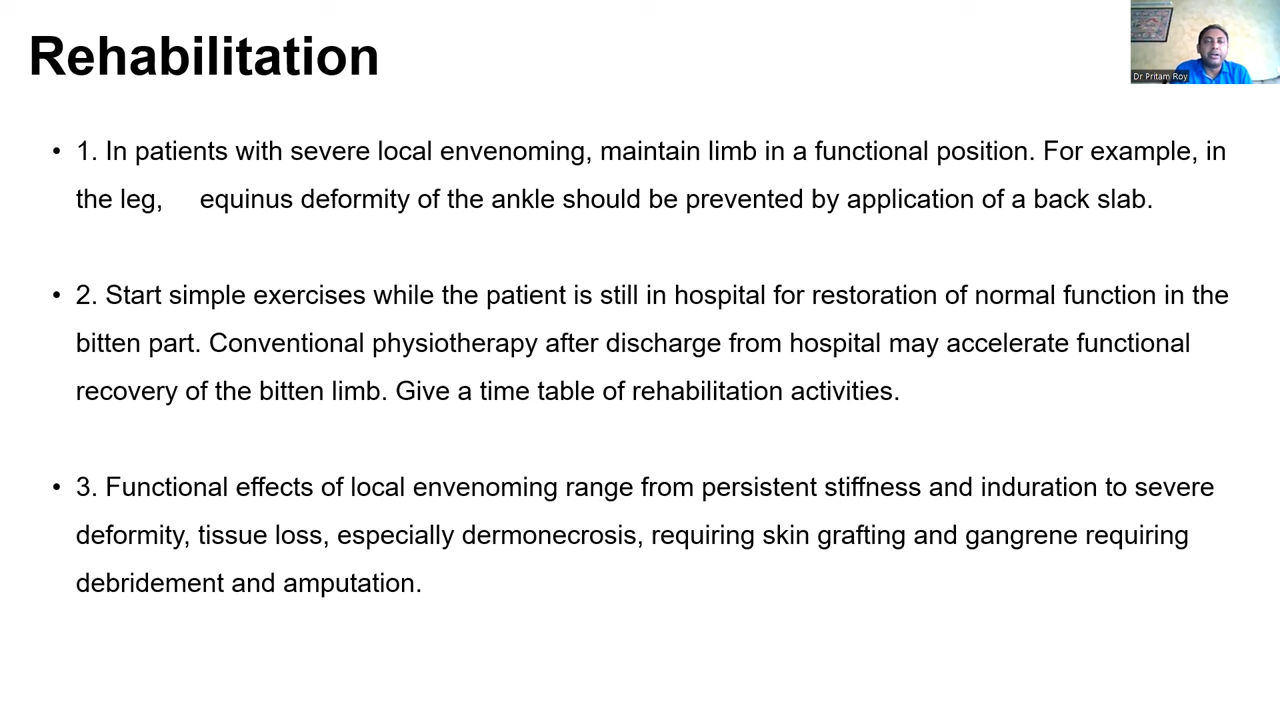 Rehabilitation
Dr Pritam Roy
• 1. In patients with severe local envenoming, maintain limb in a functional position. For example, in
the leg, equinus deformity of the ankle should be prevented by application of a back slab.
• 2. Start simple exercises while the patient is still in hospital for restoration of normal function in the
bitten part. Conventional physiotherapy after discharge from hospital may accelerate functional
recovery of the bitten limb. Give a time table of rehabilitation activities.
• 3. Functional effects of local envenoming range from persistent stiffness and induration to severe
deformity, tissue loss, especially dermonecrosis, requiring skin grafting and gangrene requiring
debridement and amputation.